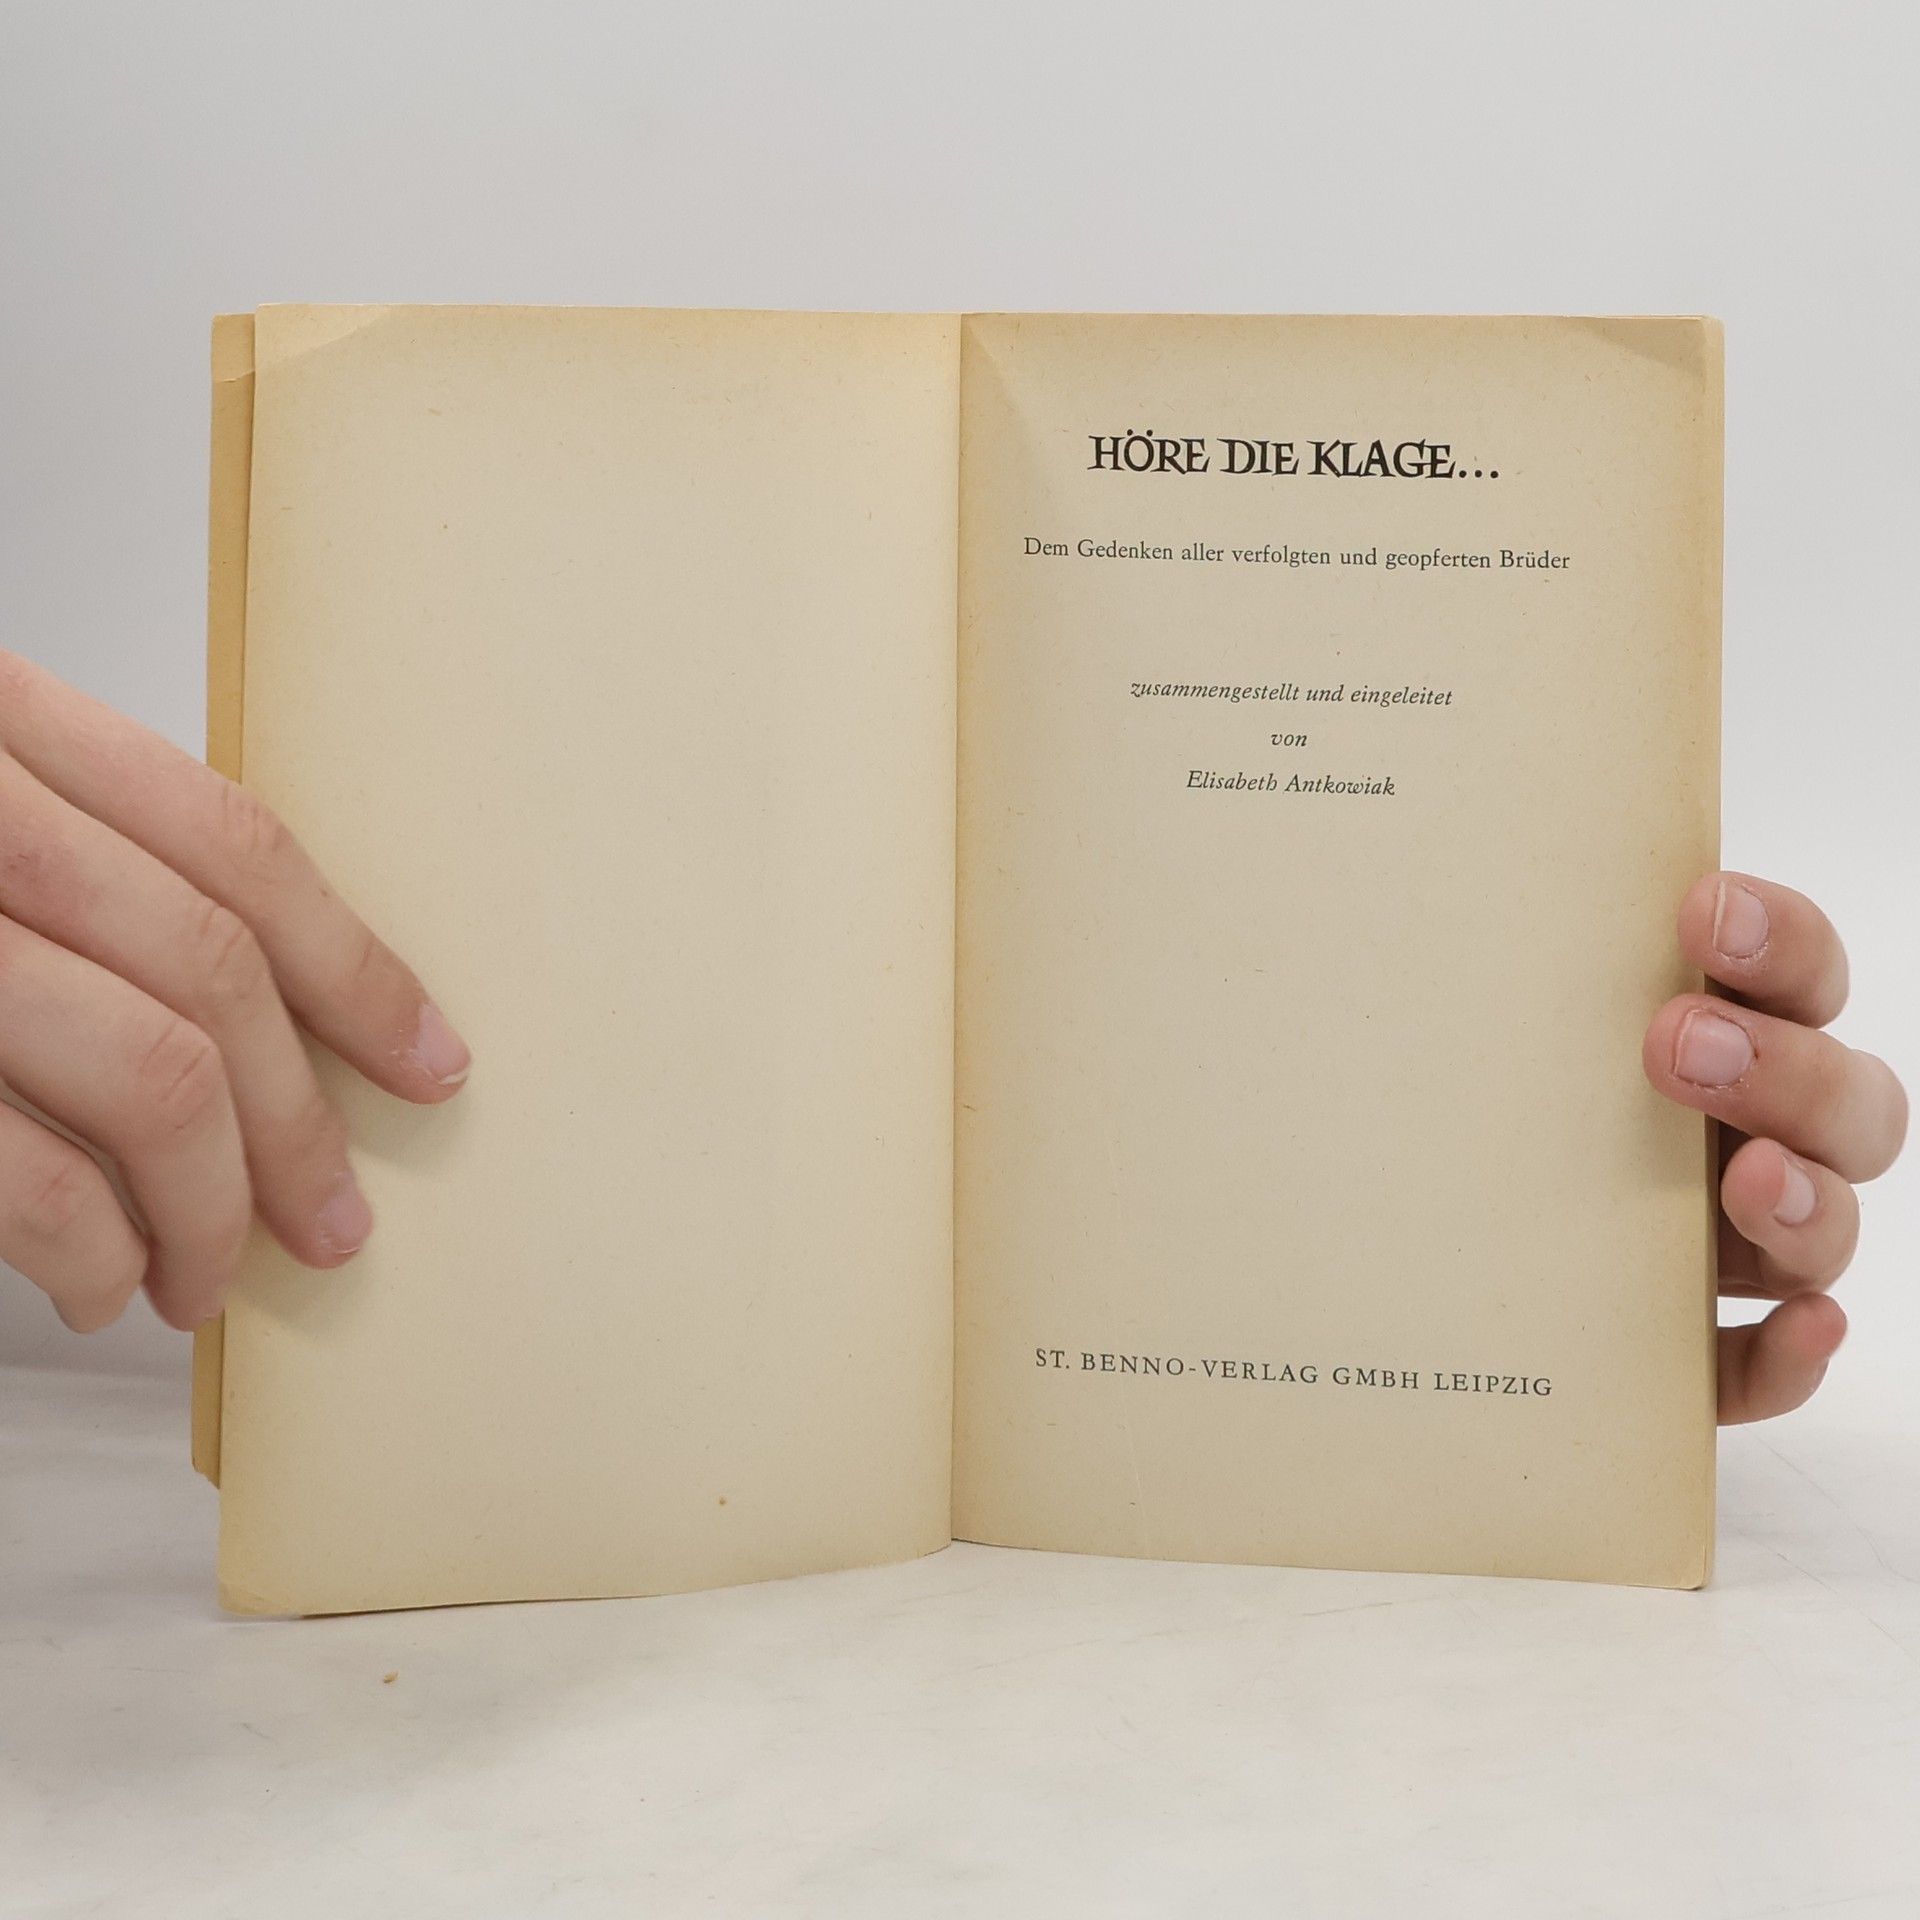 HÖRE DIE KLAGE...
Dem Gedenken aller verfolgten und geopferten Brüder
zusammengestellt und eingeleitet
von
Elisabeth Antkowiak
ST. BENNO-VERLAG GMBH LEIPZIG